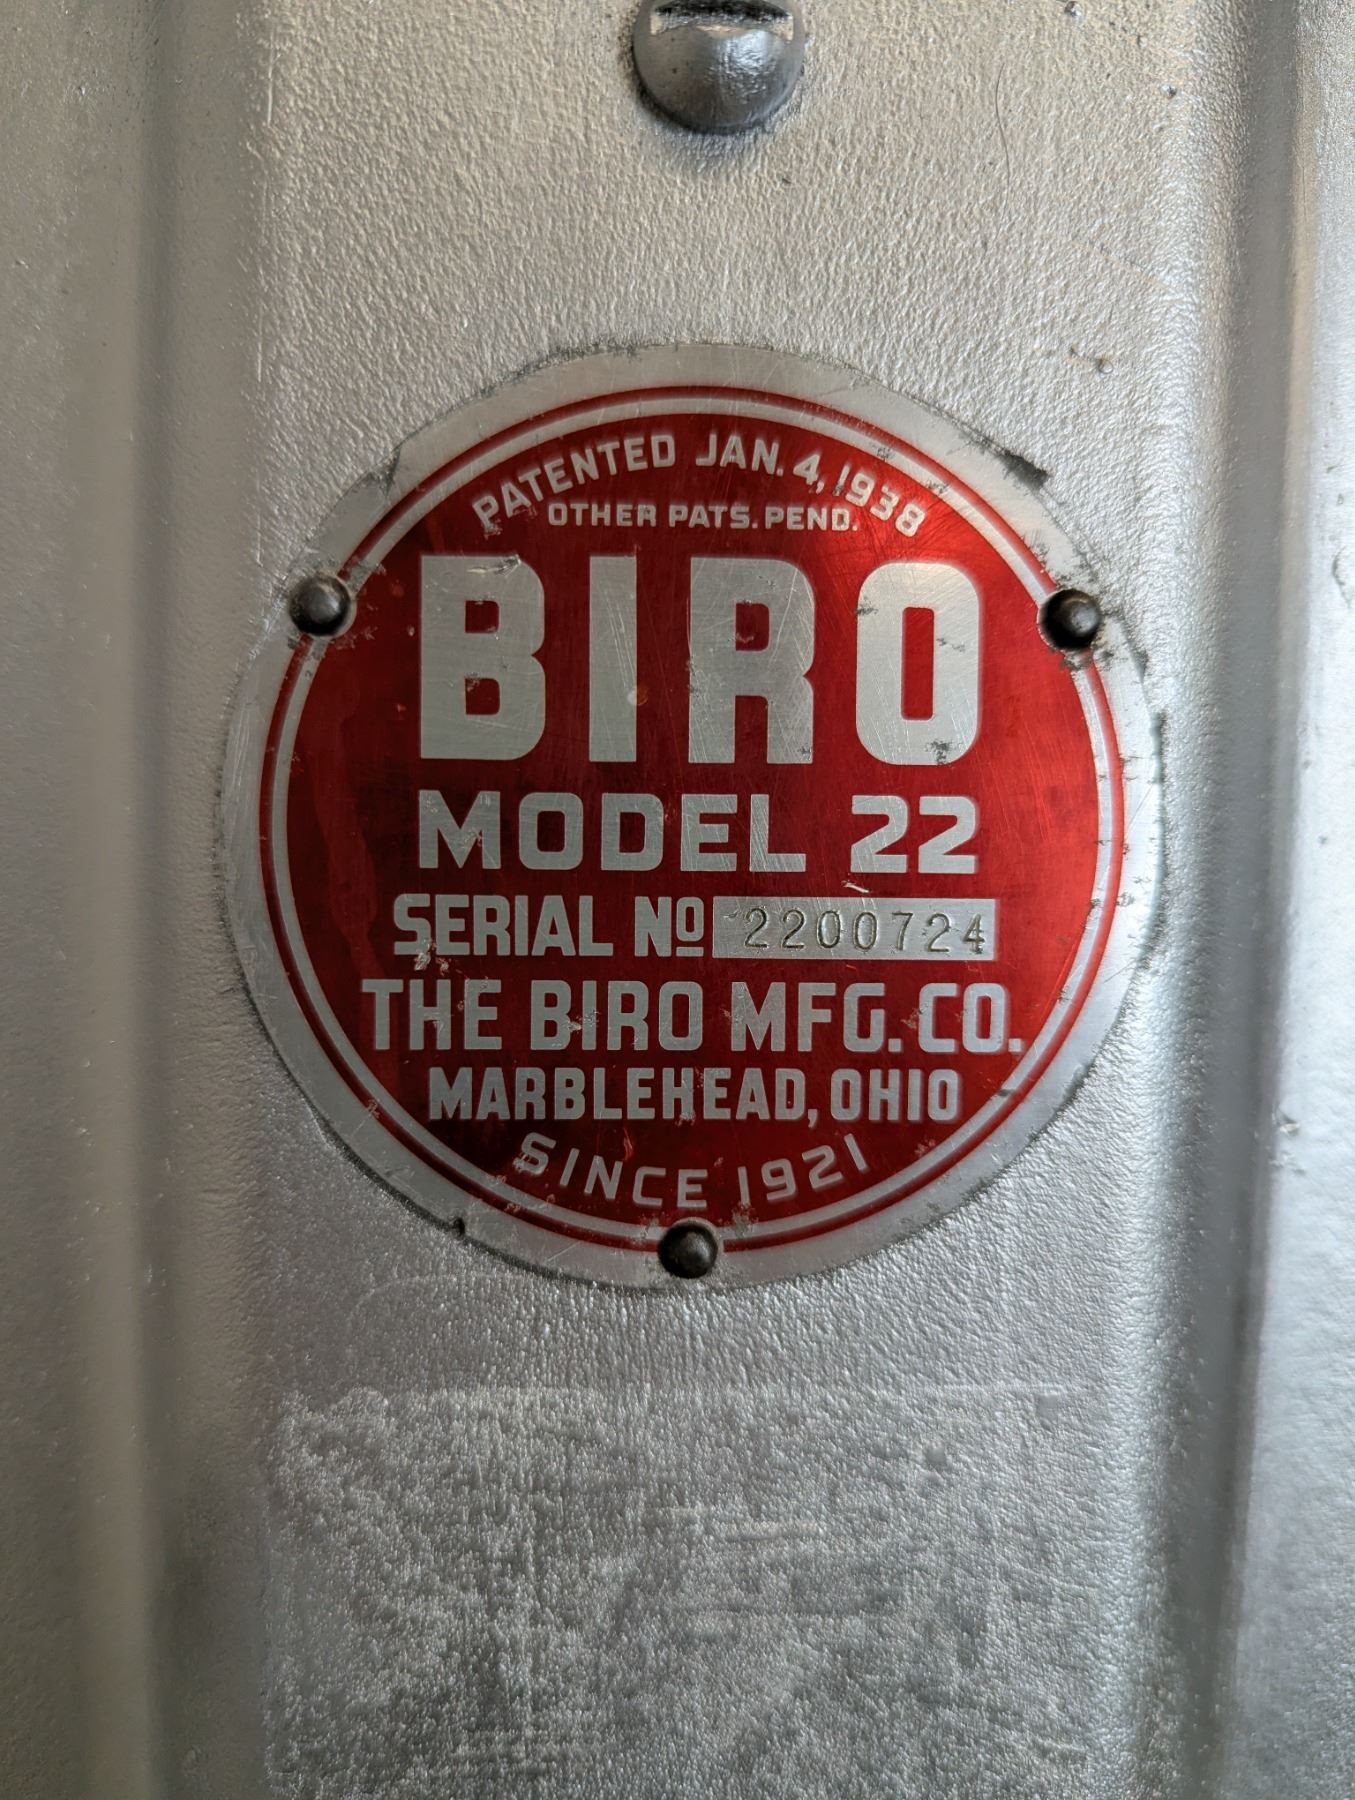 PATENTED JAN. 4, 1938
OTHER PATS. PEND.
BIRO
MODEL 22
SERIAL Nº 2200724
THE BIRO MFG. CO.
MARBLEHEAD, OHIO
SINCE 1921